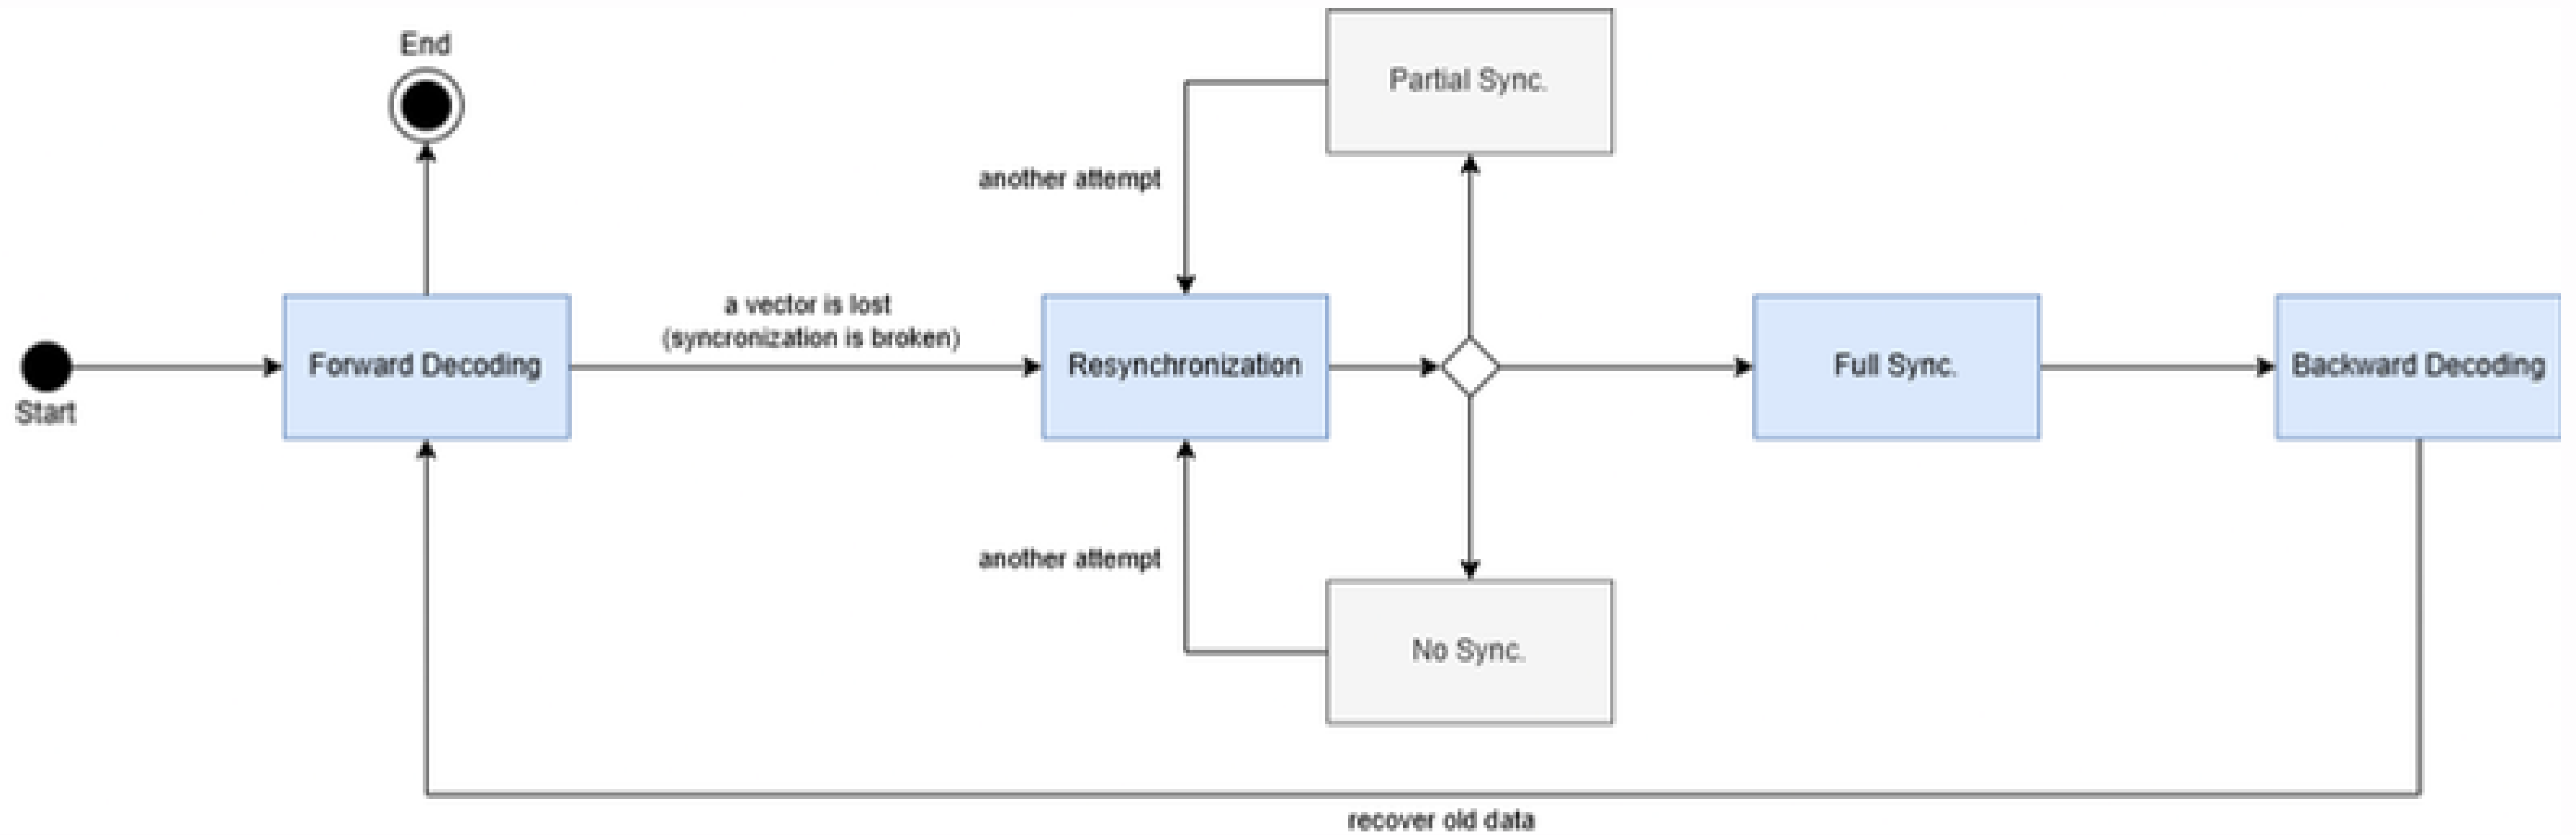 End
Partial Sync.
another attempt
a vector is lost
(syncronization is broken)
Start
Forward Decoding
Resynchronization
Full Sync.
Backward Decoding
another attempt
No Sync.
recover old data